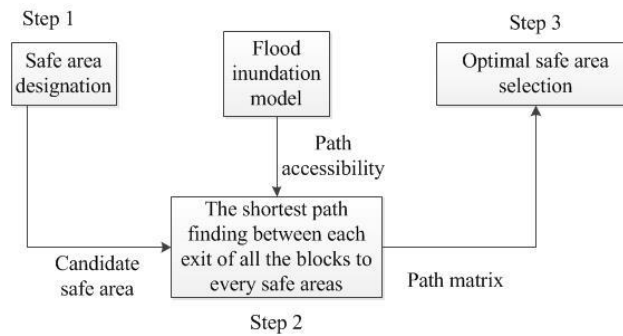 Step 1
Safe area
designation
Flood
inundation
model
Step 3
Optimal safe area
selection
Path
accessibility
The shortest path
finding between each
exit of all the blocks to
every safe areas
Candidate
safe area
Path matrix
Step 2